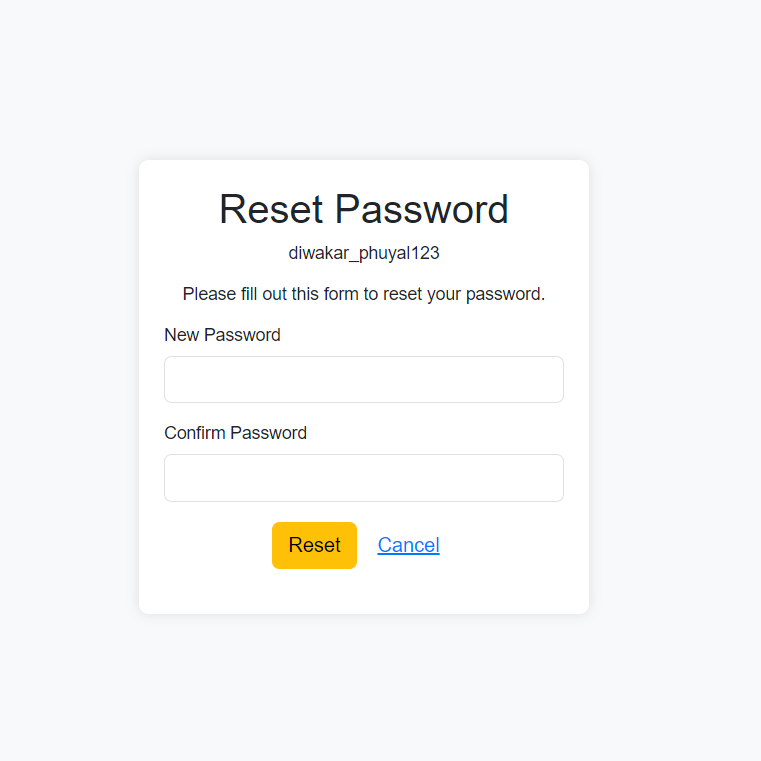 Reset Password
diwakar_phuyal123
Please fill out this form to reset your password.
New Password
Confirm Password
Reset Cancel